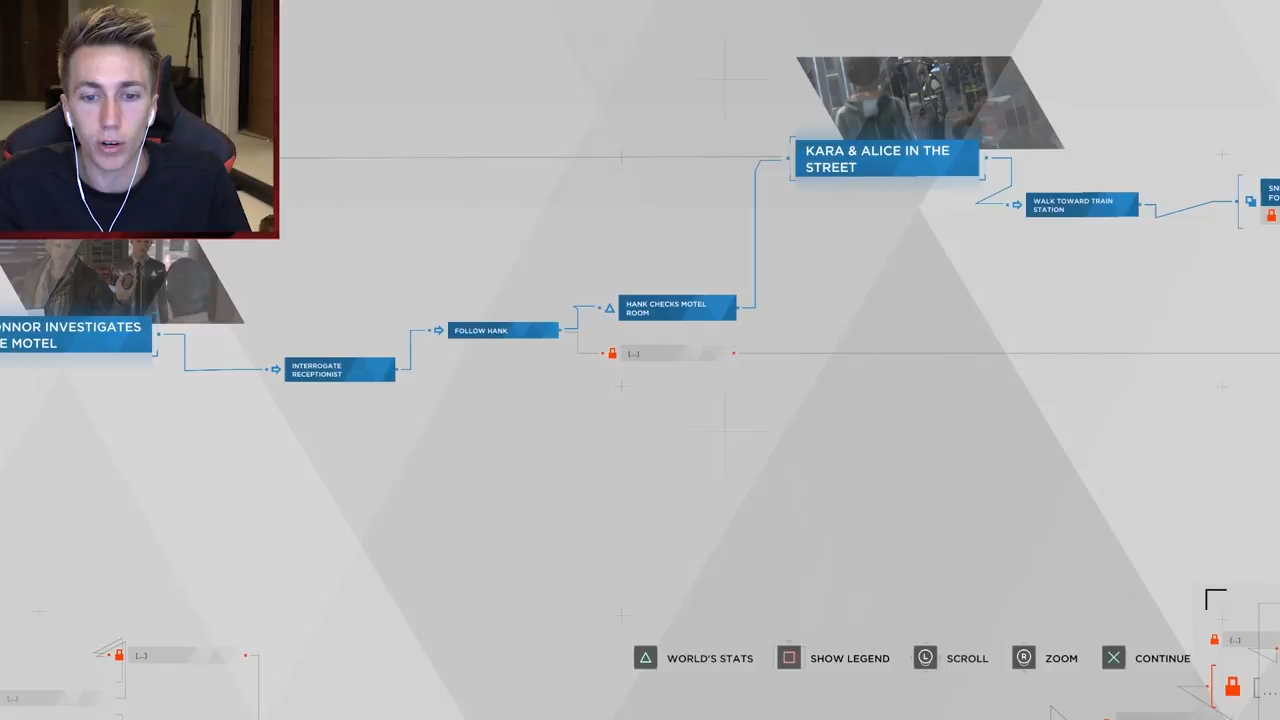 KARA & ALICE IN THE
STREET
WALK TOWARD TRAIN
STATION
HANK CHECKS MOTEL
ROOM
ONNOR INVESTIGATES
E MOTEL
FOLLOW HANK
[...]
INTERROGATE
RECEPTIONIST
[...]
[...]
[...]
WORLD'S STATS
SHOW LEGEND
L
SCROLL
R
ZOOM
CONTINUE